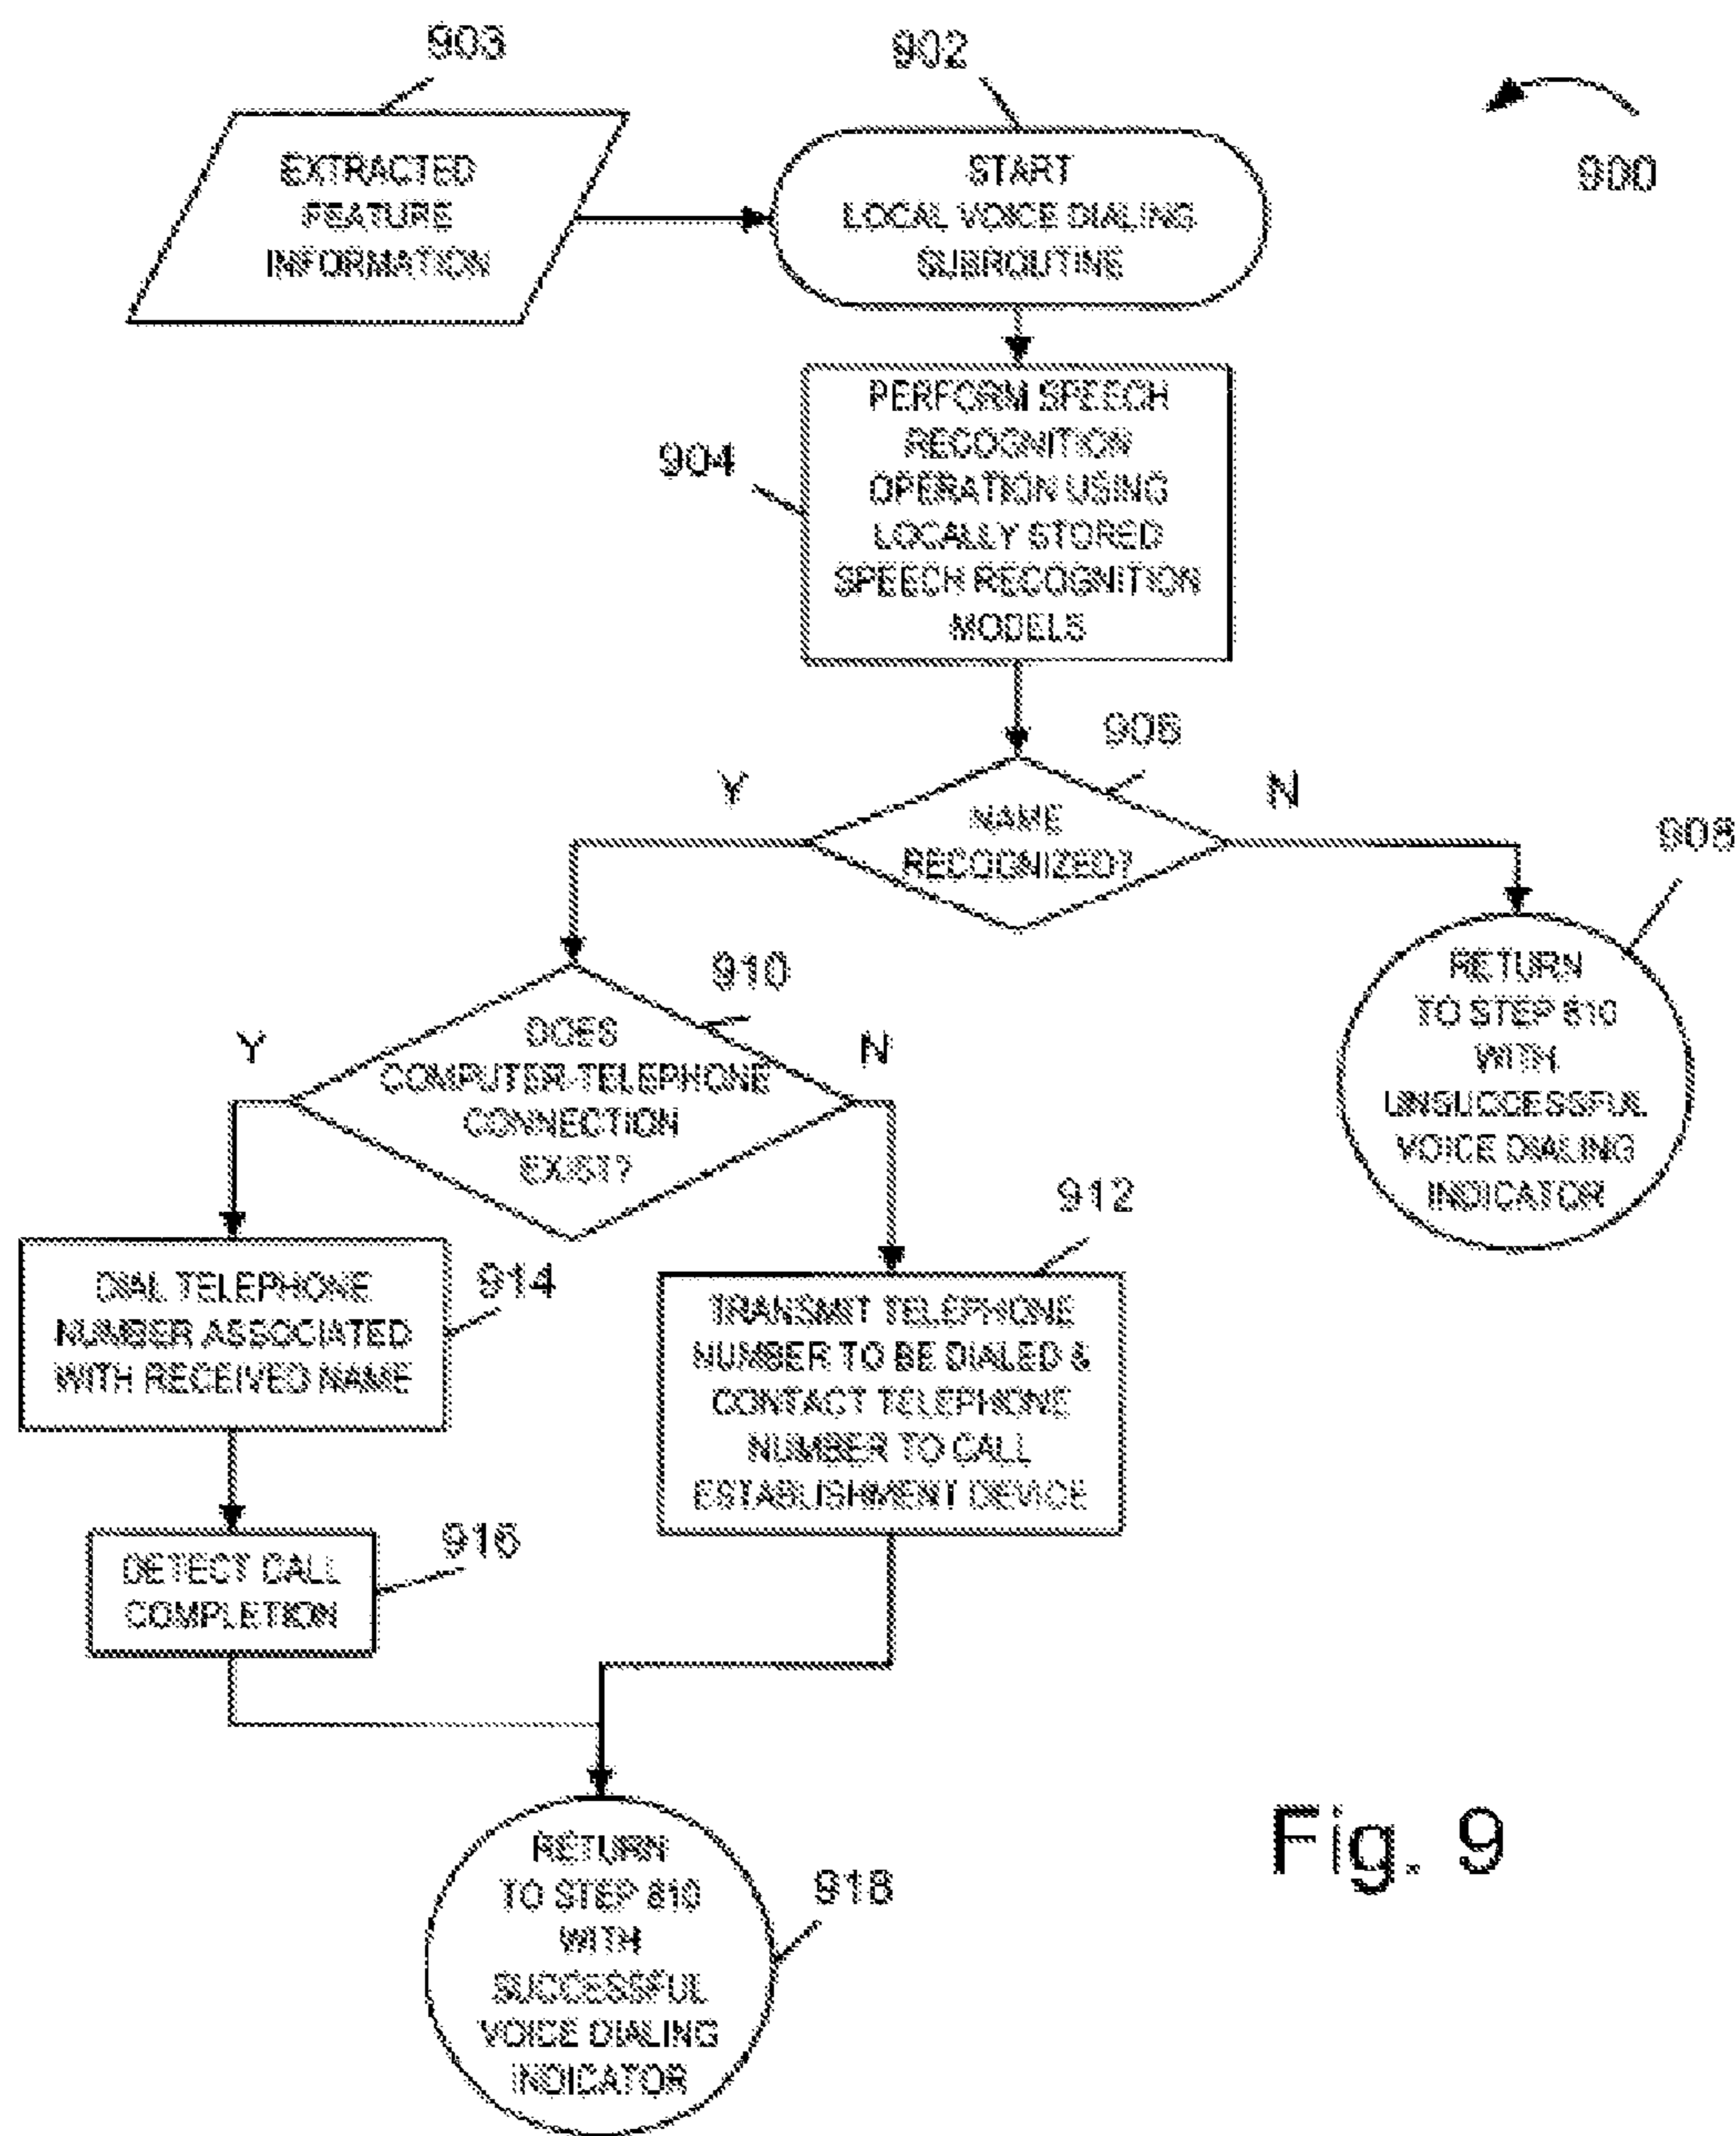 903
902
900
EXTRACTED
FEATURE
INFORMATION
START
LOCAL VOICE DIALING
SUBROUTINE
904
PERFORM SPEECH
RECOGNITION
OPERATION USING
LOCALLY STORED
SPEECH RECOGNITION
MODELS
906
Y
N
NAME
RECOGNIZED?
908
RETURN
TO STEP 810
WITH
UNSUCCESSFUL
VOICE DIALING
INDICATOR
910
Y
N
DOES
COMPUTER-TELEPHONE
CONNECTION
EXIST?
912
914
DIAL TELEPHONE
NUMBER ASSOCIATED
WITH RECEIVED NAME
TRANSMIT TELEPHONE
NUMBER TO BE DIALED &
CONTACT TELEPHONE
NUMBER TO CALL
ESTABLISHMENT DEVICE
916
DETECT CALL
COMPLETION
918
RETURN
TO STEP 810
WITH
SUCCESSFUL
VOICE DIALING
INDICATOR
Fig. 9